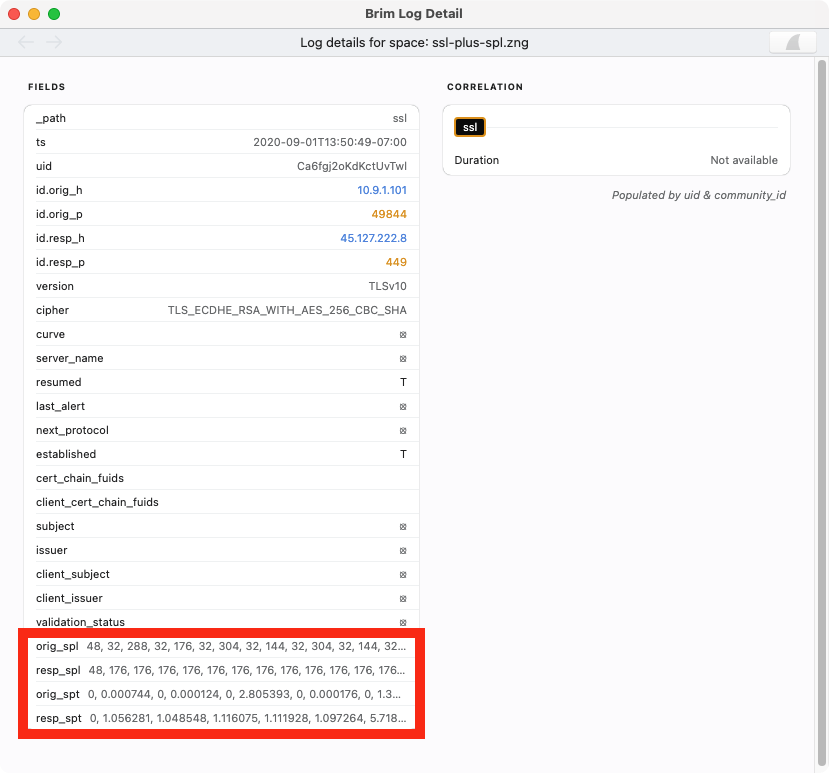 Brim Log Detail
Log details for space: ssl-plus-spl.zng
FIELDS
_path ssl
ts 2020-09-01T13:50:49-07:00
uid Ca6fgj2oKdKctUvTwl
id.orig_h 10.9.1.101
id.orig_p 49844
id.resp_h 45.127.222.8
id.resp_p 449
version TLSv10
cipher TLS_ECDHE_RSA_WITH_AES_256_CBC_SHA
curve
server_name
resumed T
last_alert
next_protocol
established T
cert_chain_fuids
client_cert_chain_fuids
subject
issuer
client_subject
client_issuer
validation_status
orig_spl 48, 32, 288, 32, 176, 32, 304, 32, 144, 32, 304, 32, 144, 32...
resp_spl 48, 176, 176, 176, 176, 176, 176, 176, 176, 176, 176, 176, 176...
orig_spt 0, 0.000744, 0, 0.000124, 0, 2.805393, 0, 0.000176, 0, 1.3...
resp_spt 0, 1.056281, 1.048548, 1.116075, 1.111928, 1.097264, 5.718...
CORRELATION
ssl
Duration Not available
Populated by uid & community_id